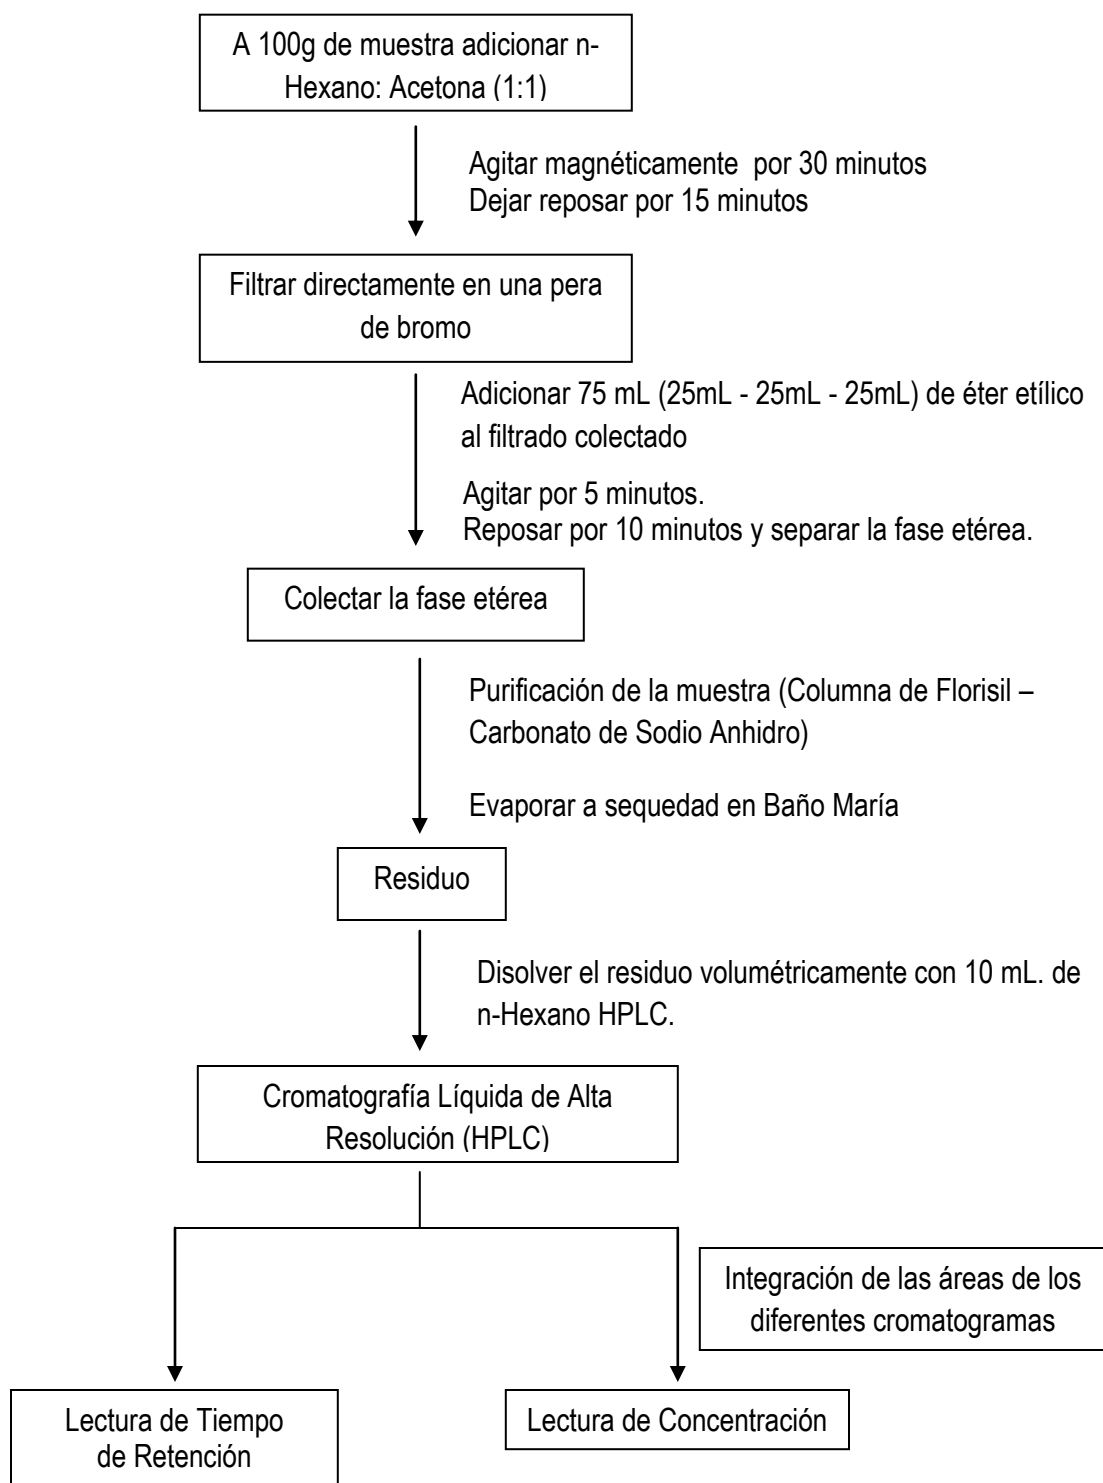 A 100g de muestra adicionar n-
Hexano: Acetona (1:1)
Agitar magnéticamente por 30 minutos
Dejar reposar por 15 minutos
Filtrar directamente en una pera
de bromo
Adicionar 75 mL (25mL - 25mL - 25mL) de éter etílico
al filtrado colectado
Agitar por 5 minutos.
Reposar por 10 minutos y separar la fase etérea.
Colectar la fase etérea
Purificación de la muestra (Columna de Florisil –
Carbonato de Sodio Anhidro)
Evaporar a sequedad en Baño María
Residuo
Disolver el residuo volumétricamente con 10 mL. de
n-Hexano HPLC.
Cromatografía Líquida de Alta
Resolución (HPLC)
Integración de las áreas de los
diferentes cromatogramas
Lectura de Tiempo
de Retención
Lectura de Concentración